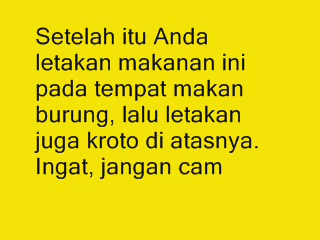 Setelah itu Anda
letakan makanan ini
pada tempat makan
burung, lalu letakan
juga kroto di atasnya.
Ingat, jangan cam